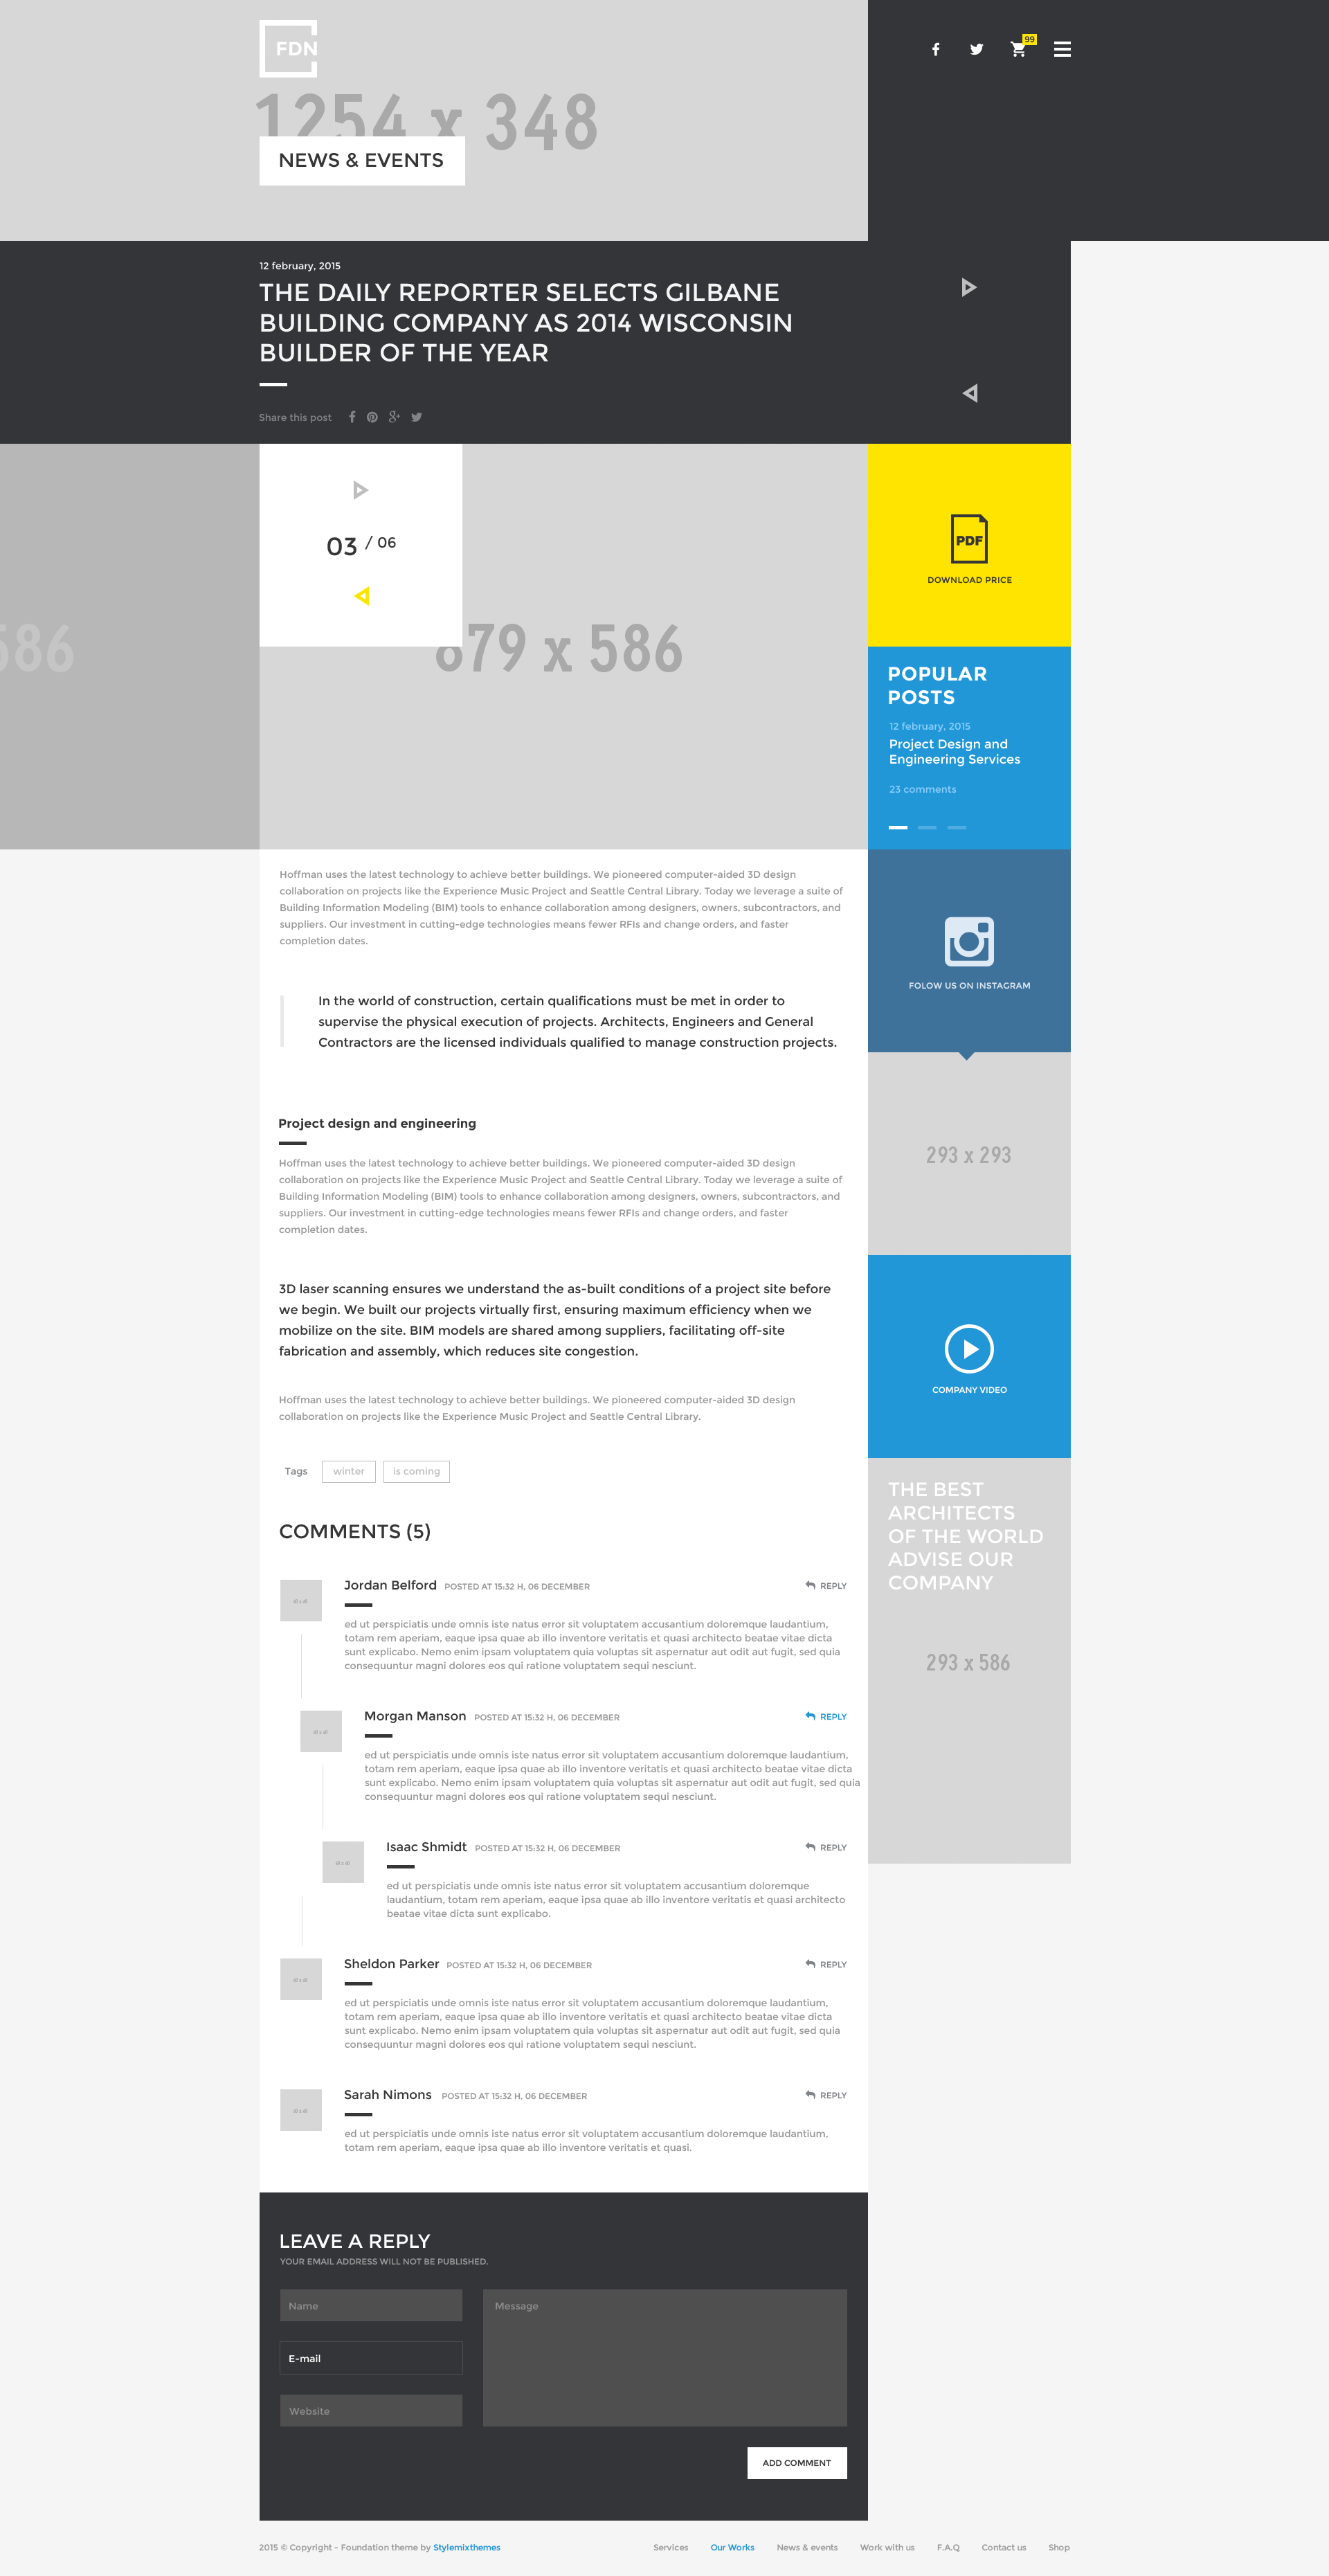 FDN
99
1254 x 348
NEWS & EVENTS
12 february, 2015
THE DAILY REPORTER SELECTS GILBANE
BUILDING COMPANY AS 2014 WISCONSIN
BUILDER OF THE YEAR
Share this post
03 / 06
586
679 x 586
PDF
DOWNLOAD PRICE
POPULAR
POSTS
12 february, 2015
Project Design and
Engineering Services
23 comments
Hoffman uses the latest technology to achieve better buildings. We pioneered computer-aided 3D design
collaboration on projects like the Experience Music Project and Seattle Central Library. Today we leverage a suite of
Building Information Modeling (BIM) tools to enhance collaboration among designers, owners, subcontractors, and
suppliers. Our investment in cutting-edge technologies means fewer RFIs and change orders, and faster
completion dates.
In the world of construction, certain qualifications must be met in order to
supervise the physical execution of projects. Architects, Engineers and General
Contractors are the licensed individuals qualified to manage construction projects.
Project design and engineering
Hoffman uses the latest technology to achieve better buildings. We pioneered computer-aided 3D design
collaboration on projects like the Experience Music Project and Seattle Central Library. Today we leverage a suite of
Building Information Modeling (BIM) tools to enhance collaboration among designers, owners, subcontractors, and
suppliers. Our investment in cutting-edge technologies means fewer RFIs and change orders, and faster
completion dates.
3D laser scanning ensures we understand the as-built conditions of a project site before
we begin. We built our projects virtually first, ensuring maximum efficiency when we
mobilize on the site. BIM models are shared among suppliers, facilitating off-site
fabrication and assembly, which reduces site congestion.
Hoffman uses the latest technology to achieve better buildings. We pioneered computer-aided 3D design
collaboration on projects like the Experience Music Project and Seattle Central Library.
Tags winter is coming
FOLOW US ON INSTAGRAM
293 x 293
COMPANY VIDEO
THE BEST
ARCHITECTS
OF THE WORLD
ADVISE OUR
COMPANY
293 x 586
COMMENTS (5)
Jordan Belford POSTED AT 15:32 H, 06 DECEMBER REPLY
ed ut perspiciatis unde omnis iste natus error sit voluptatem accusantium doloremque laudantium,
totam rem aperiam, eaque ipsa quae ab illo inventore veritatis et quasi architecto beatae vitae dicta
sunt explicabo. Nemo enim ipsam voluptatem quia voluptas sit aspernatur aut odit aut fugit, sed quia
consequuntur magni dolores eos qui ratione voluptatem sequi nesciunt.
Morgan Manson POSTED AT 15:32 H, 06 DECEMBER REPLY
ed ut perspiciatis unde omnis iste natus error sit voluptatem accusantium doloremque laudantium,
totam rem aperiam, eaque ipsa quae ab illo inventore veritatis et quasi architecto beatae vitae dicta
sunt explicabo. Nemo enim ipsam voluptatem quia voluptas sit aspernatur aut odit aut fugit, sed quia
consequuntur magni dolores eos qui ratione voluptatem sequi nesciunt.
Isaac Shmidt POSTED AT 15:32 H, 06 DECEMBER REPLY
ed ut perspiciatis unde omnis iste natus error sit voluptatem accusantium doloremque
laudantium, totam rem aperiam, eaque ipsa quae ab illo inventore veritatis et quasi architecto
beatae vitae dicta sunt explicabo.
Sheldon Parker POSTED AT 15:32 H, 06 DECEMBER REPLY
ed ut perspiciatis unde omnis iste natus error sit voluptatem accusantium doloremque laudantium,
totam rem aperiam, eaque ipsa quae ab illo inventore veritatis et quasi architecto beatae vitae dicta
sunt explicabo. Nemo enim ipsam voluptatem quia voluptas sit aspernatur aut odit aut fugit, sed quia
consequuntur magni dolores eos qui ratione voluptatem sequi nesciunt.
Sarah Nimons POSTED AT 15:32 H, 06 DECEMBER REPLY
ed ut perspiciatis unde omnis iste natus error sit voluptatem accusantium doloremque laudantium,
totam rem aperiam, eaque ipsa quae ab illo inventore veritatis et quasi.
LEAVE A REPLY
YOUR EMAIL ADDRESS WILL NOT BE PUBLISHED.
Name
E-mail
Website
Message
ADD COMMENT
2015 © Copyright - Foundation theme by Stylemixthemes
Services Our Works News & events Work with us F.A.Q Contact us Shop